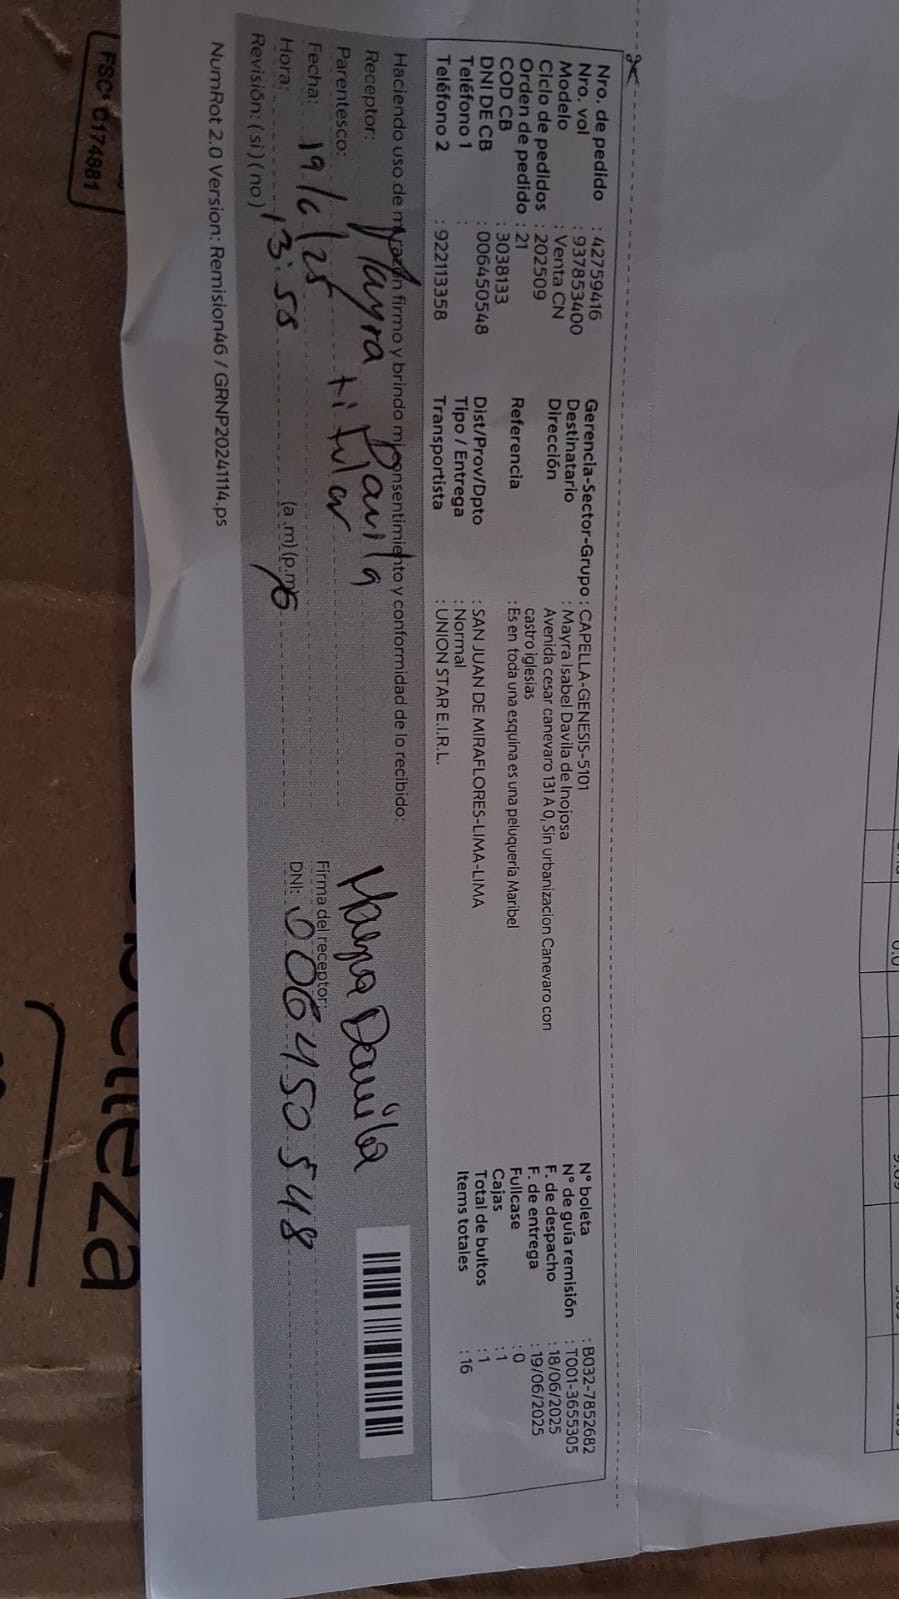 Nro. de pedido : 42759416
Nro. vol : 937853400
Modelo : Venta CN
Ciclo de pedidos : 202509
Orden de pedido : 21
COD CB : 3038133
DNI DE CB : 006450548
Teléfono 1 :
Teléfono 2 : 922113358
Gerencia-Sector-Grupo : CAPELLA-GENESIS-5101
Destinatario : Mayra Isabel Davila de Inojosa
Dirección Avenida cesar canevaro 131 A 0, Sin urbanizacion Canevaro con
castro iglesias
Referencia : Es en toda una esquina es una peluquería Maribel
Dist/Prov/Dpto : SAN JUAN DE MIRAFLORES-LIMA-LIMA
Tipo / Entrega : Normal
Transportista : UNION STAR E.I.R.L.
N° boleta : B032-7852682
N° de guía remisión : T001-3655305
F. de despacho : 18/06/2025
F. de entrega : 19/06/2025
Fullcase : 0
Cajas : 1
Total de bultos : 1
Items totales : 16
Haciendo uso de mi razón firmo y brindo mi consentimiento y conformidad de lo recibido:
Receptor: Mayra Davila
Parentesco: titular
Fecha: 19/6/25
Hora: 13:55 (a.m) (p.m)
Revisión: ( si ) ( no )
Mayra Davila
Firma del receptor:
DNI: 006450548
NumRot 2.0 Version: Remision46 / GRNP20241114.ps
FSC® C174881